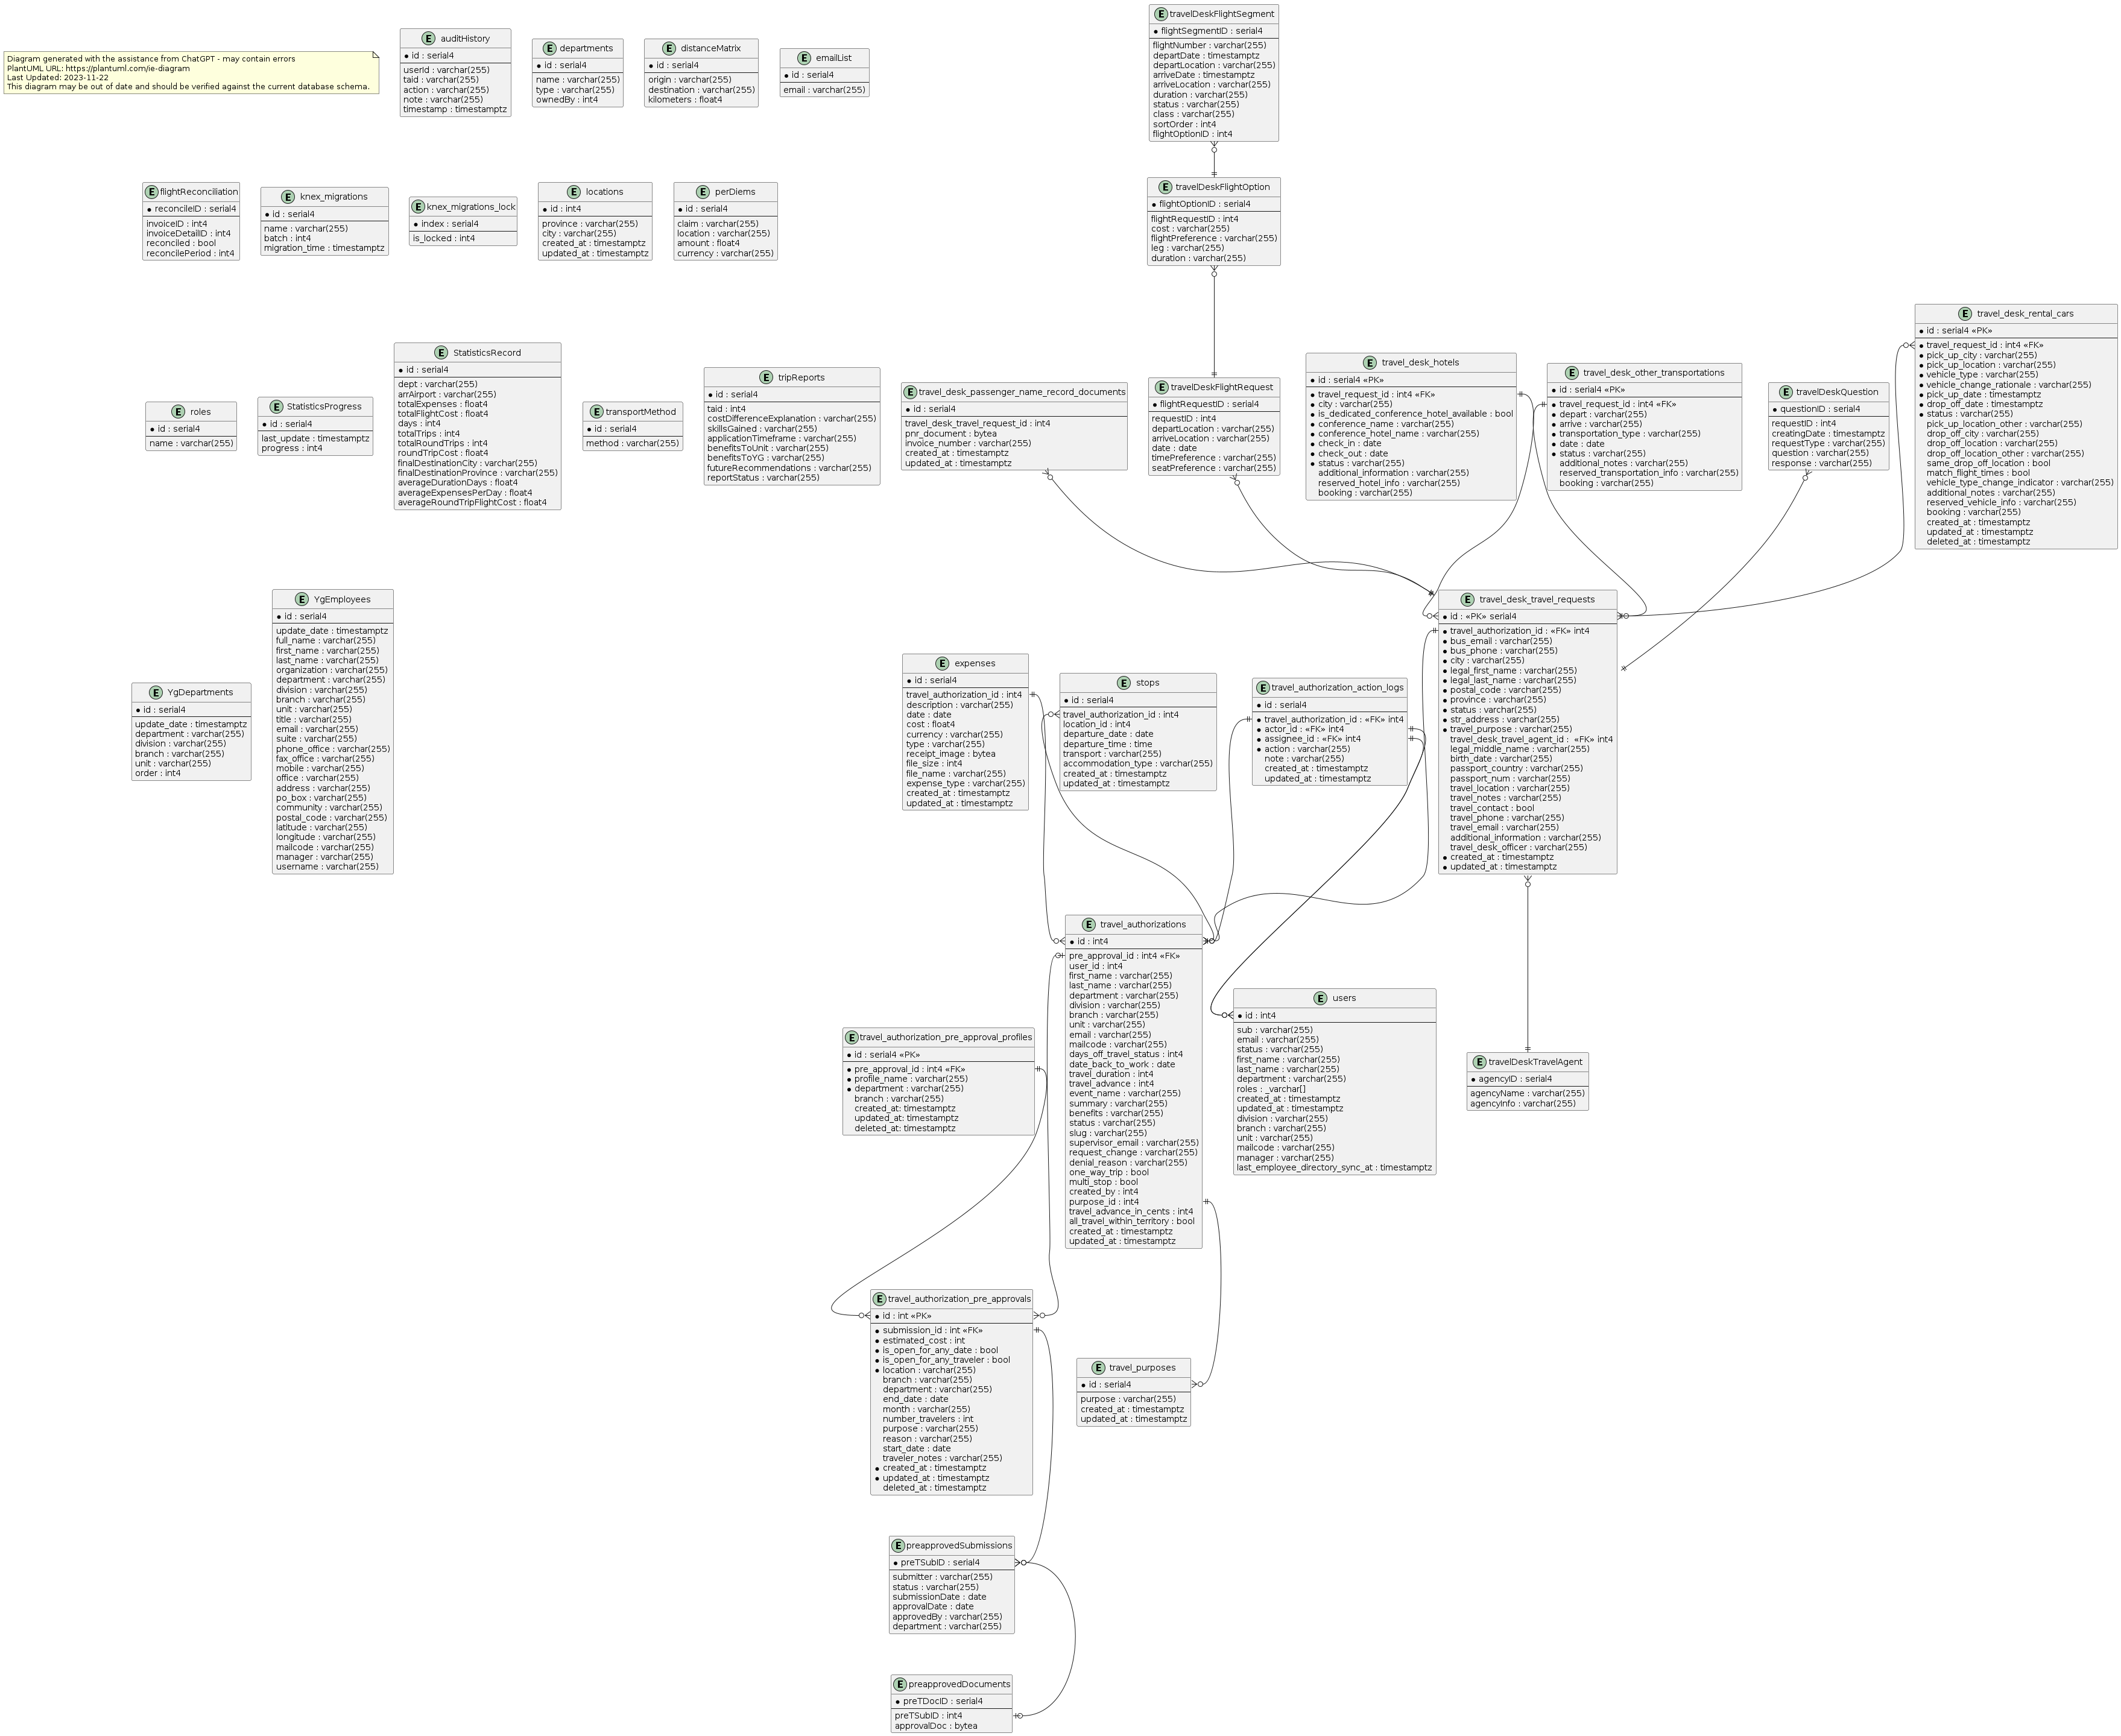 Diagram generated with the assistance from ChatGPT - may contain errors
PlantUML URL: https://plantuml.com/ie-diagram
Last Updated: 2023-11-22
This diagram may be out of date and should be verified against the current database schema.
E auditHistory
id : serial4
userId : varchar(255)
taid : varchar(255)
action : varchar(255)
note : varchar(255)
timestamp : timestamptz
E departments
id : serial4
name : varchar(255)
type : varchar(255)
ownedBy : int4
E distanceMatrix
id : serial4
origin : varchar(255)
destination : varchar(255)
kilometers : float4
E emailList
id : serial4
email : varchar(255)
E travelDeskFlightSegment
flightSegmentID : serial4
flightNumber : varchar(255)
departDate : timestamptz
departLocation : varchar(255)
arriveDate : timestamptz
arriveLocation : varchar(255)
duration : varchar(255)
status : varchar(255)
class : varchar(255)
sortOrder : int4
flightOptionID : int4
E flightReconciliation
reconcileID : serial4
invoiceID : int4
invoiceDetailID : int4
reconciled : bool
reconcilePeriod : int4
E knex_migrations
id : serial4
name : varchar(255)
batch : int4
migration_time : timestamptz
E knex_migrations_lock
index : serial4
is_locked : int4
E locations
id : int4
province : varchar(255)
city : varchar(255)
created_at : timestamptz
updated_at : timestamptz
E perDiems
id : serial4
claim : varchar(255)
location : varchar(255)
amount : float4
currency : varchar(255)
E travelDeskFlightOption
flightOptionID : serial4
flightRequestID : int4
cost : varchar(255)
flightPreference : varchar(255)
leg : varchar(255)
duration : varchar(255)
E roles
id : serial4
name : varchar(255)
E StatisticsProgress
id : serial4
last_update : timestamptz
progress : int4
E StatisticsRecord
id : serial4
dept : varchar(255)
arrAirport : varchar(255)
totalExpenses : float4
totalFlightCost : float4
days : int4
totalTrips : int4
totalRoundTrips : int4
roundTripCost : float4
finalDestinationCity : varchar(255)
finalDestinationProvince : varchar(255)
averageDurationDays : float4
averageExpensesPerDay : float4
averageRoundTripFlightCost : float4
E transportMethod
id : serial4
method : varchar(255)
E tripReports
id : serial4
taid : int4
costDifferenceExplanation : varchar(255)
skillsGained : varchar(255)
applicationTimeframe : varchar(255)
benefitsToUnit : varchar(255)
benefitsToYG : varchar(255)
futureRecommendations : varchar(255)
reportStatus : varchar(255)
E travel_desk_passenger_name_record_documents
id : serial4
travel_desk_travel_request_id : int4
pnr_document : bytea
invoice_number : varchar(255)
created_at : timestamptz
updated_at : timestamptz
E travelDeskFlightRequest
flightRequestID : serial4
requestID : int4
departLocation : varchar(255)
arriveLocation : varchar(255)
date : date
timePreference : varchar(255)
seatPreference : varchar(255)
E travel_desk_hotels
id : serial4 «PK»
travel_request_id : int4 «FK»
city : varchar(255)
is_dedicated_conference_hotel_available : bool
conference_name : varchar(255)
conference_hotel_name : varchar(255)
check_in : date
check_out : date
status : varchar(255)
additional_information : varchar(255)
reserved_hotel_info : varchar(255)
booking : varchar(255)
E travel_desk_other_transportations
id : serial4 «PK»
travel_request_id : int4 «FK»
depart : varchar(255)
arrive : varchar(255)
transportation_type : varchar(255)
date : date
status : varchar(255)
additional_notes : varchar(255)
reserved_transportation_info : varchar(255)
booking : varchar(255)
E travelDeskQuestion
questionID : serial4
requestID : int4
creatingDate : timestamptz
requestType : varchar(255)
question : varchar(255)
response : varchar(255)
E travel_desk_rental_cars
id : serial4 «PK»
travel_request_id : int4 «FK»
pick_up_city : varchar(255)
pick_up_location : varchar(255)
vehicle_type : varchar(255)
vehicle_change_rationale : varchar(255)
pick_up_date : timestamptz
drop_off_date : timestamptz
status : varchar(255)
pick_up_location_other : varchar(255)
drop_off_city : varchar(255)
drop_off_location : varchar(255)
drop_off_location_other : varchar(255)
same_drop_off_location : bool
match_flight_times : bool
vehicle_type_change_indicator : varchar(255)
additional_notes : varchar(255)
reserved_vehicle_info : varchar(255)
booking : varchar(255)
created_at : timestamptz
updated_at : timestamptz
deleted_at : timestamptz
E YgDepartments
id : serial4
update_date : timestamptz
department : varchar(255)
division : varchar(255)
branch : varchar(255)
unit : varchar(255)
order : int4
E YgEmployees
id : serial4
update_date : timestamptz
full_name : varchar(255)
first_name : varchar(255)
last_name : varchar(255)
organization : varchar(255)
department : varchar(255)
division : varchar(255)
branch : varchar(255)
unit : varchar(255)
title : varchar(255)
email : varchar(255)
suite : varchar(255)
phone_office : varchar(255)
fax_office : varchar(255)
mobile : varchar(255)
office : varchar(255)
address : varchar(255)
po_box : varchar(255)
community : varchar(255)
postal_code : varchar(255)
latitude : varchar(255)
longitude : varchar(255)
mailcode : varchar(255)
manager : varchar(255)
username : varchar(255)
E expenses
id : serial4
travel_authorization_id : int4
description : varchar(255)
date : date
cost : float4
currency : varchar(255)
type : varchar(255)
receipt_image : bytea
file_size : int4
file_name : varchar(255)
expense_type : varchar(255)
created_at : timestamptz
updated_at : timestamptz
E stops
id : serial4
travel_authorization_id : int4
location_id : int4
departure_date : date
departure_time : time
transport : varchar(255)
accommodation_type : varchar(255)
created_at : timestamptz
updated_at : timestamptz
E travel_authorization_action_logs
id : serial4
travel_authorization_id : «FK» int4
actor_id : «FK» int4
assignee_id : «FK» int4
action : varchar(255)
note : varchar(255)
created_at : timestamptz
updated_at : timestamptz
E travel_desk_travel_requests
id : «PK» serial4
travel_authorization_id : «FK» int4
bus_email : varchar(255)
bus_phone : varchar(255)
city : varchar(255)
legal_first_name : varchar(255)
legal_last_name : varchar(255)
postal_code : varchar(255)
province : varchar(255)
status : varchar(255)
str_address : varchar(255)
travel_purpose : varchar(255)
travel_desk_travel_agent_id : «FK» int4
legal_middle_name : varchar(255)
birth_date : varchar(255)
passport_country : varchar(255)
passport_num : varchar(255)
travel_location : varchar(255)
travel_notes : varchar(255)
travel_contact : bool
travel_phone : varchar(255)
travel_email : varchar(255)
additional_information : varchar(255)
travel_desk_officer : varchar(255)
created_at : timestamptz
updated_at : timestamptz
E travel_authorizations
id : int4
pre_approval_id : int4 «FK»
user_id : int4
first_name : varchar(255)
last_name : varchar(255)
department : varchar(255)
division : varchar(255)
branch : varchar(255)
unit : varchar(255)
email : varchar(255)
mailcode : varchar(255)
days_off_travel_status : int4
date_back_to_work : date
travel_duration : int4
travel_advance : int4
event_name : varchar(255)
summary : varchar(255)
benefits : varchar(255)
status : varchar(255)
slug : varchar(255)
supervisor_email : varchar(255)
request_change : varchar(255)
denial_reason : varchar(255)
one_way_trip : bool
multi_stop : bool
created_by : int4
purpose_id : int4
travel_advance_in_cents : int4
all_travel_within_territory : bool
created_at : timestamptz
updated_at : timestamptz
E users
id : int4
sub : varchar(255)
email : varchar(255)
status : varchar(255)
first_name : varchar(255)
last_name : varchar(255)
department : varchar(255)
roles : _varchar[]
created_at : timestamptz
updated_at : timestamptz
division : varchar(255)
branch : varchar(255)
unit : varchar(255)
mailcode : varchar(255)
manager : varchar(255)
last_employee_directory_sync_at : timestamptz
E travel_authorization_pre_approval_profiles
id : serial4 «PK»
pre_approval_id : int4 «FK»
profile_name : varchar(255)
department : varchar(255)
branch : varchar(255)
created_at: timestamptz
updated_at: timestamptz
deleted_at: timestamptz
E travelDeskTravelAgent
agencyID : serial4
agencyName : varchar(255)
agencyInfo : varchar(255)
E travel_authorization_pre_approvals
id : int «PK»
submission_id : int «FK»
estimated_cost : int
is_open_for_any_date : bool
is_open_for_any_traveler : bool
location : varchar(255)
branch : varchar(255)
department : varchar(255)
end_date : date
month : varchar(255)
number_travelers : int
purpose : varchar(255)
reason : varchar(255)
start_date : date
traveler_notes : varchar(255)
created_at : timestamptz
updated_at : timestamptz
deleted_at : timestamptz
E travel_purposes
id : serial4
purpose : varchar(255)
created_at : timestamptz
updated_at : timestamptz
E preapprovedSubmissions
preTSubID : serial4
submitter : varchar(255)
status : varchar(255)
submissionDate : date
approvalDate : date
approvedBy : varchar(255)
department : varchar(255)
E preapprovedDocuments
preTDocID : serial4
preTSubID : int4
approvalDoc : bytea